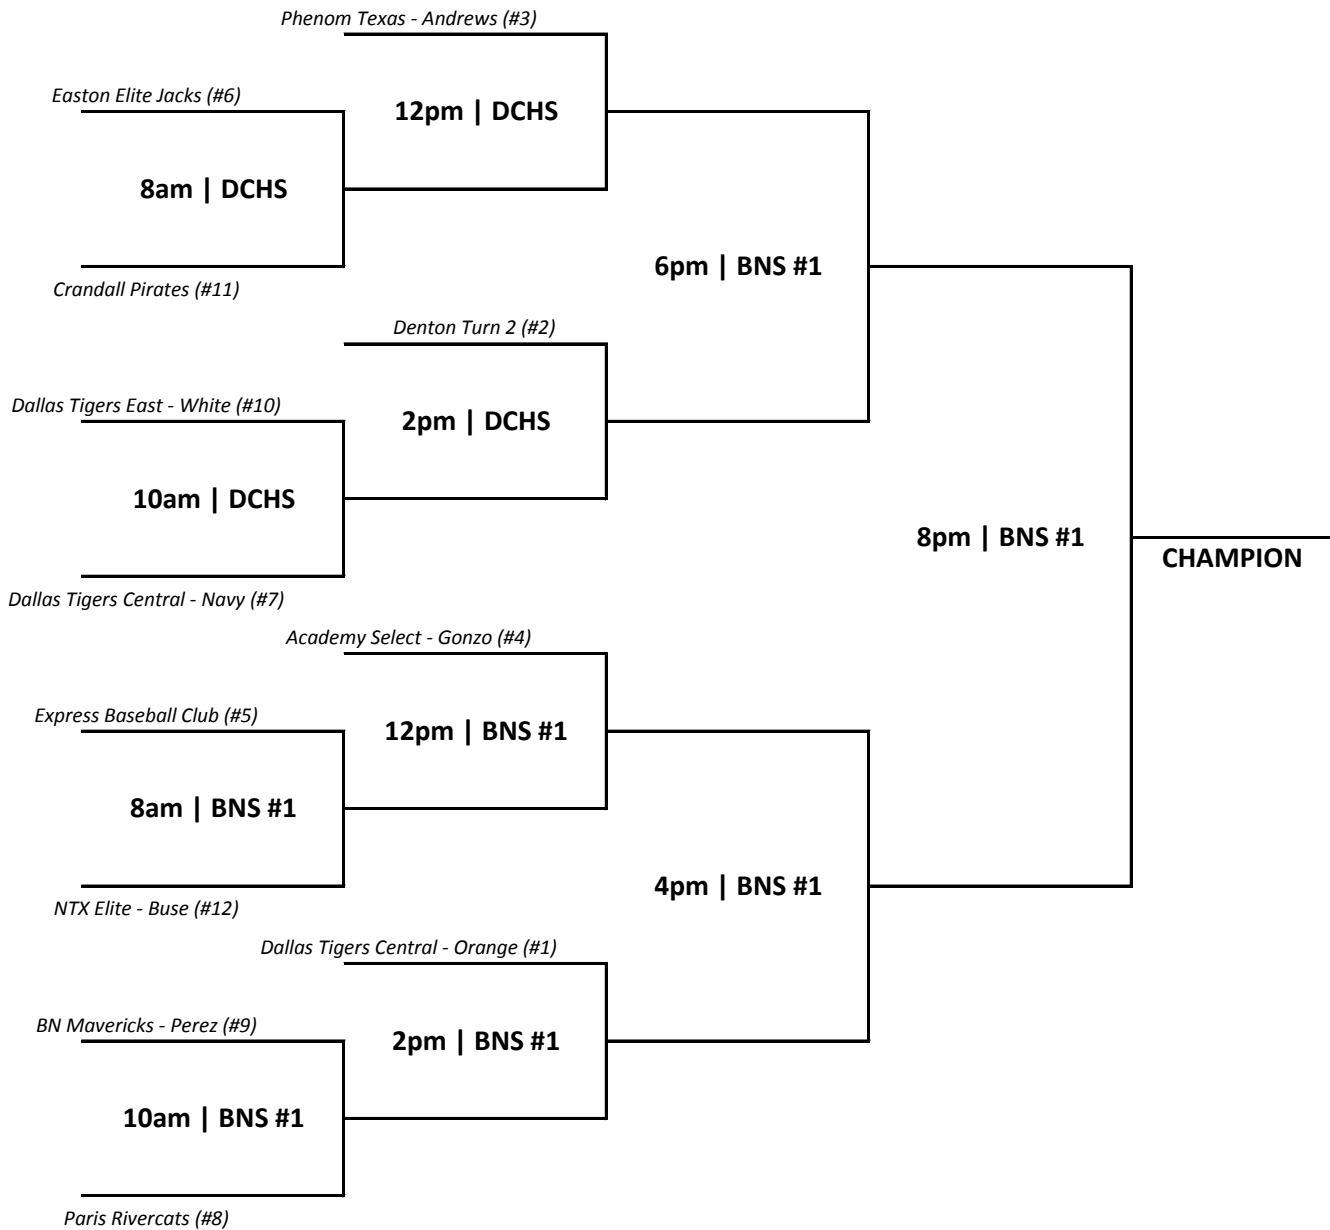 Phenom Texas - Andrews (#3)
Easton Elite Jacks (#6)
12pm | DCHS
8am | DCHS
6pm | BNS #1
Crandall Pirates (#11)
Denton Turn 2 (#2)
Dallas Tigers East - White (#10)
2pm | DCHS
10am | DCHS
8pm | BNS #1
CHAMPION
Dallas Tigers Central - Navy (#7)
Academy Select - Gonzo (#4)
Express Baseball Club (#5)
12pm | BNS #1
8am | BNS #1
4pm | BNS #1
NTX Elite - Buse (#12)
Dallas Tigers Central - Orange (#1)
BN Mavericks - Perez (#9)
2pm | BNS #1
10am | BNS #1
Paris Rivercats (#8)